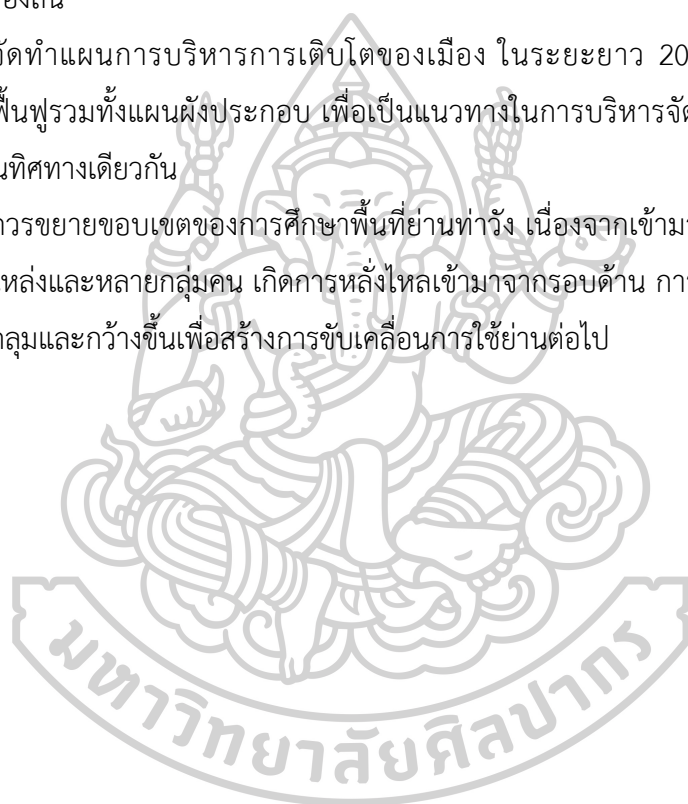 จัดทำแผนการบริหารการเติบโตของเมือง ในระยะยาว 20
ฟื้นฟูรวมทั้งแผนผังประกอบ เพื่อเป็นแนวทางในการบริหารจัด
นทิศทางเดียวกัน
ควรขยายขอบเขตของการศึกษาพื้นที่ย่านท่าวัง เนื่องจากเข้ามา
แหล่งและหลายกลุ่มคน เกิดการหลั่งไหลเข้ามาจากรอบด้าน การ
คลุมและกว้างขึ้นเพื่อสร้างการขับเคลื่อนการใช้ย่านต่อไป
มหาวิทยาลัยศิลปากร